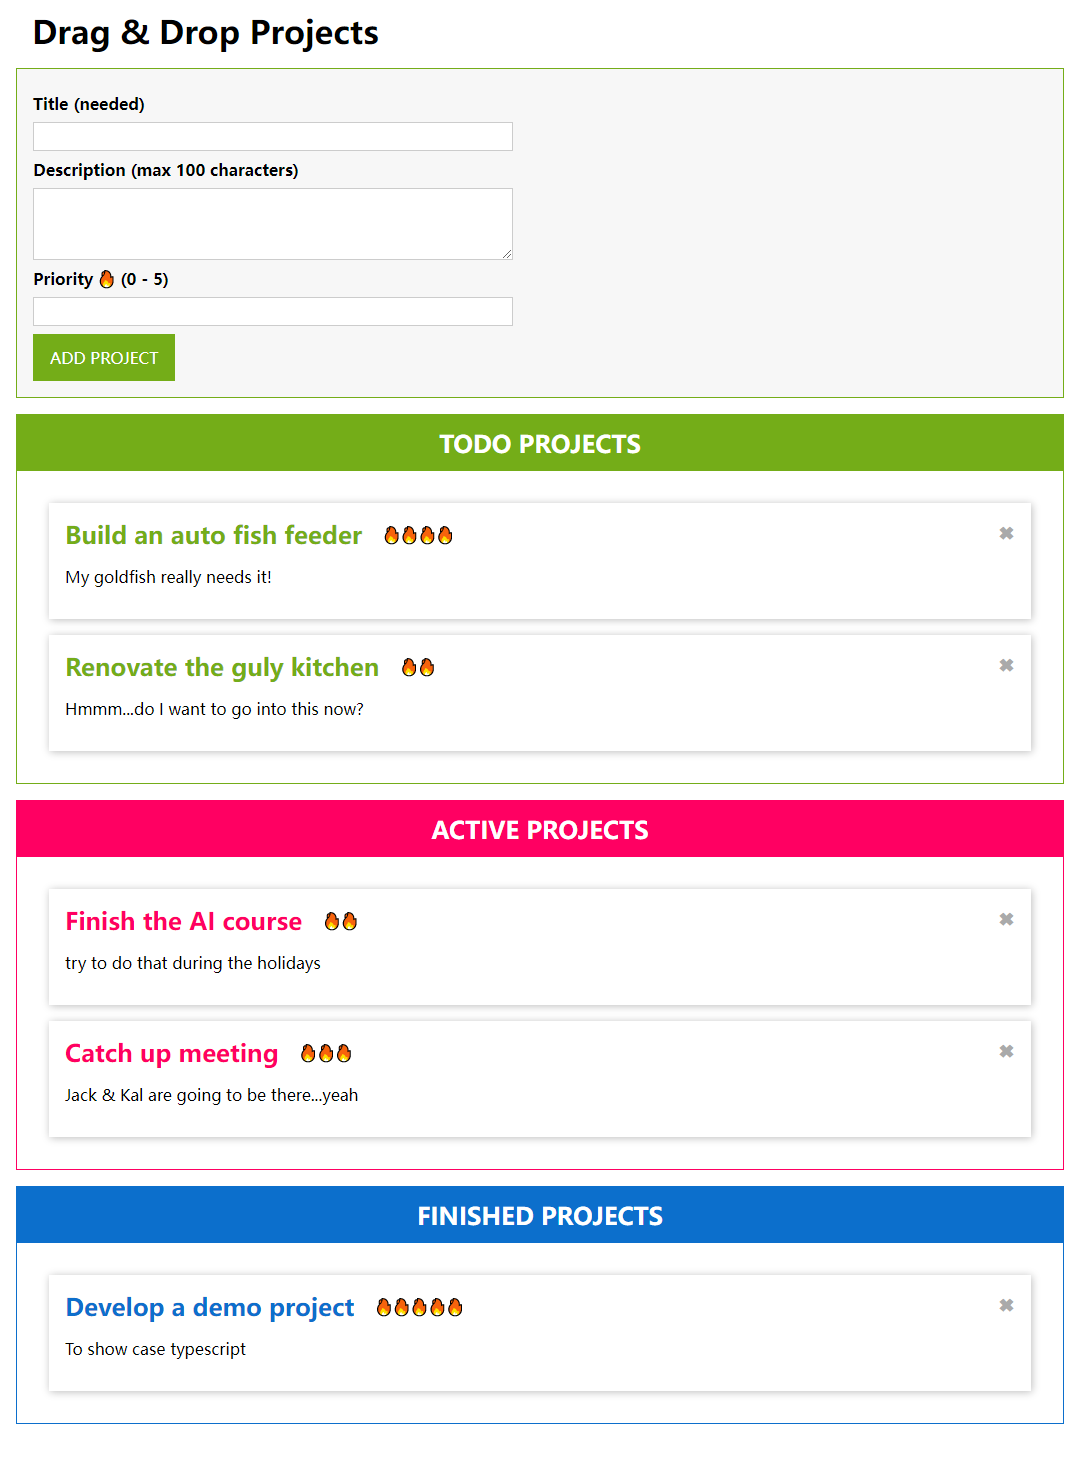 Drag & Drop Projects
Title (needed)
Description (max 100 characters)
Priority 🔥 (0 - 5)
ADD PROJECT
TODO PROJECTS
Build an auto fish feeder 🔥🔥🔥🔥 ✖
My goldfish really needs it!
Renovate the guly kitchen 🔥🔥 ✖
Hmmm...do I want to go into this now?
ACTIVE PROJECTS
Finish the AI course 🔥🔥 ✖
try to do that during the holidays
Catch up meeting 🔥🔥🔥 ✖
Jack & Kal are going to be there...yeah
FINISHED PROJECTS
Develop a demo project 🔥🔥🔥🔥🔥 ✖
To show case typescript